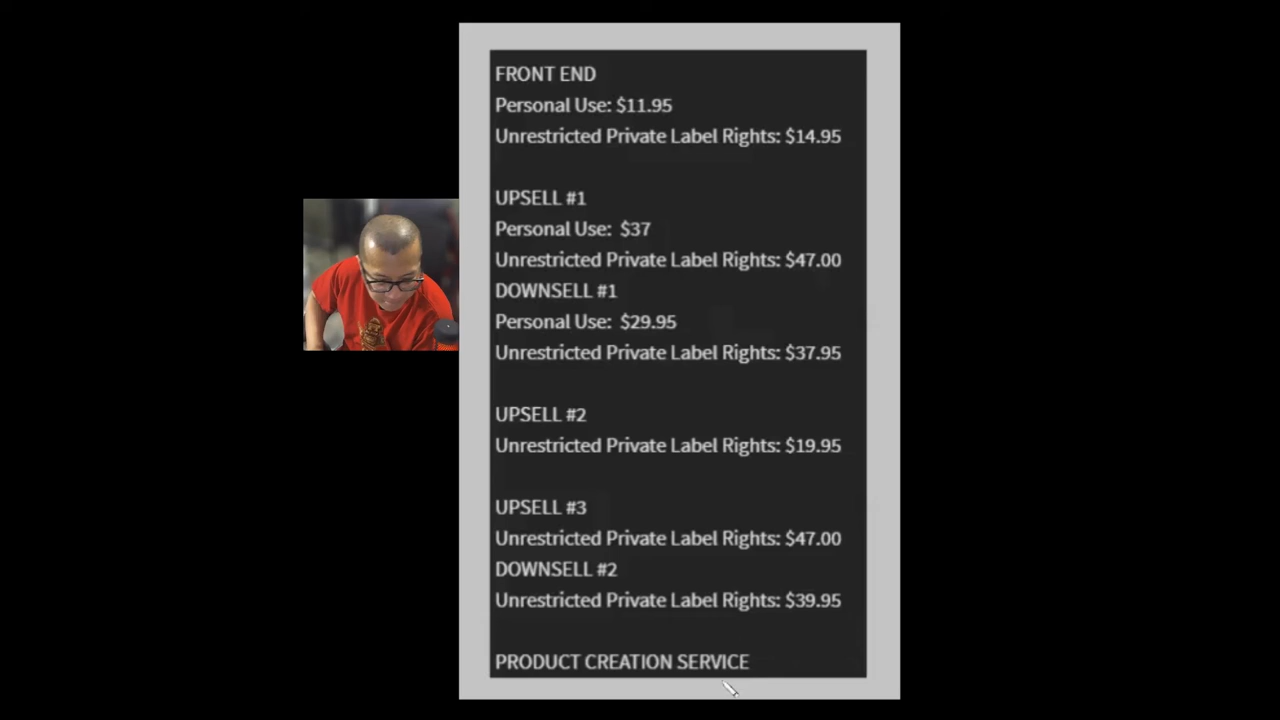 FRONT END
Personal Use: $11.95
Unrestricted Private Label Rights: $14.95
UPSELL #1
Personal Use:  $37
Unrestricted Private Label Rights: $47.00
DOWNSELL #1
Personal Use:  $29.95
Unrestricted Private Label Rights: $37.95
UPSELL #2
Unrestricted Private Label Rights: $19.95
UPSELL #3
Unrestricted Private Label Rights: $47.00
DOWNSELL #2
Unrestricted Private Label Rights: $39.95
PRODUCT CREATION SERVICE